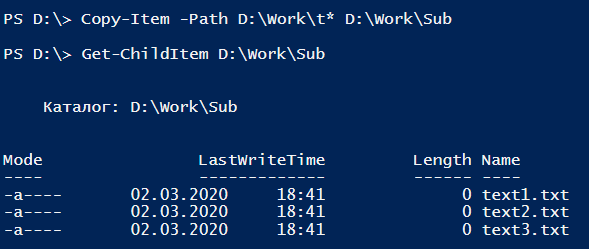 PS D:\> Copy-Item -Path D:\Work\t* D:\Work\Sub
PS D:\> Get-ChildItem D:\Work\Sub
Каталог: D:\Work\Sub
Mode LastWriteTime Length Name
---- ------------- ------ ----
-a---- 02.03.2020 18:41 0 text1.txt
-a---- 02.03.2020 18:41 0 text2.txt
-a---- 02.03.2020 18:41 0 text3.txt